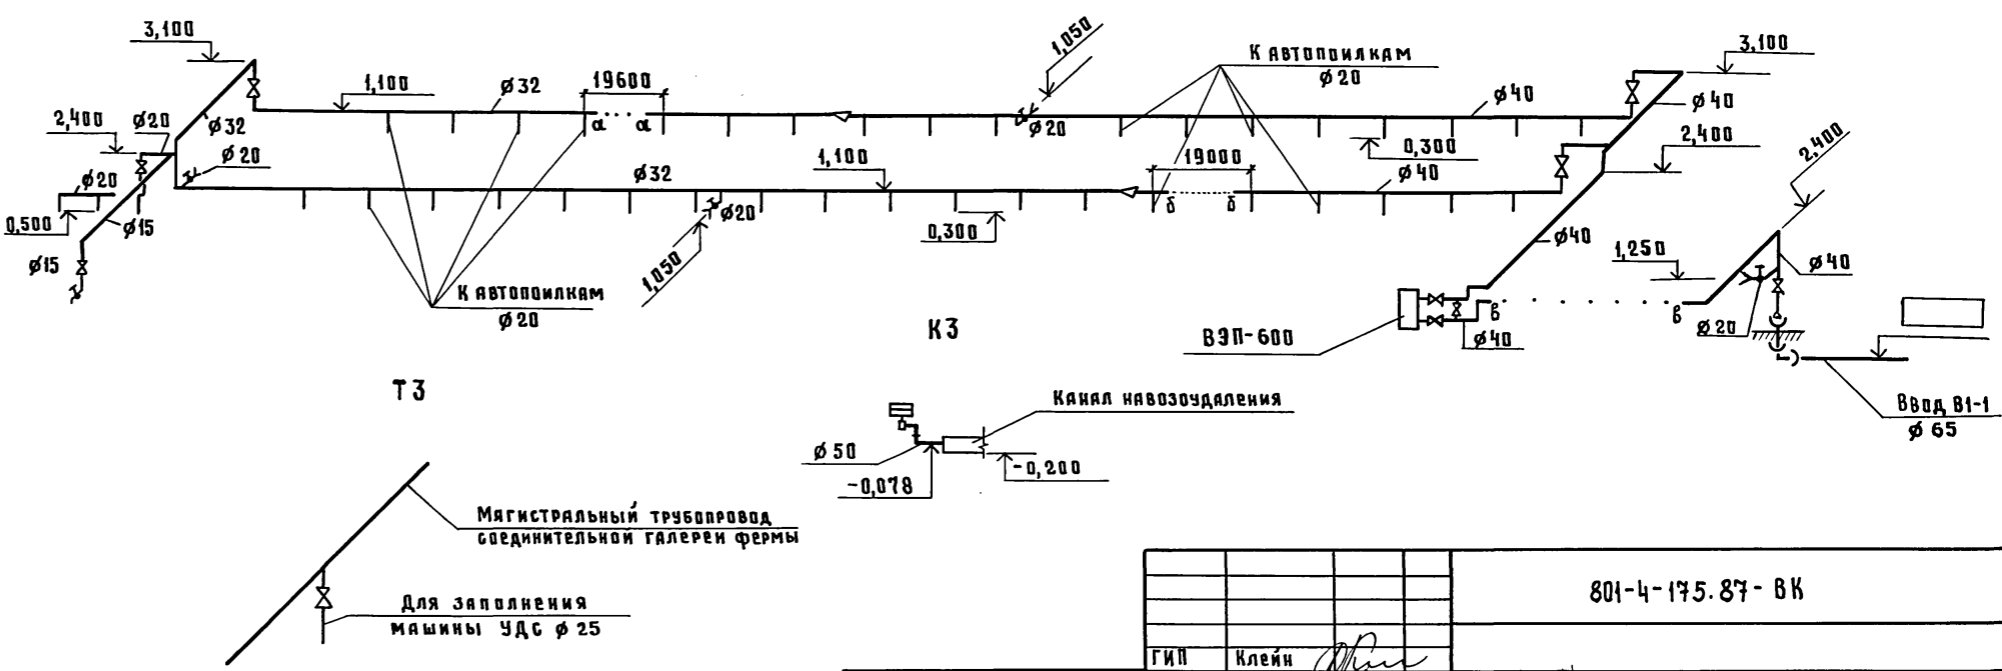 3,100
1,100
ø32
19600
1,050
К автопоилкам
ø20
ø40
3,100
ø40
2,400
ø20
ø32
ø20
a a
ø20
0,300
2,400
2,400
ø20
0,500
ø15
ø15
ø32
1,100
19000
ø40
б б
ø20
1,050
0,300
ø40
1,250
ø40
К автопоилкам
ø20
К3
ВЭП-600
ø40
в в
ø20
Ввод В1-1
ø65
Т3
Канал навозоудаления
ø50
-0,078
-0,200
Мягистральный трубопровод
соединительной галереи фермы
Для заполнения
машины УДС ø25
801-4-175.87-ВК
ГИП Клейн